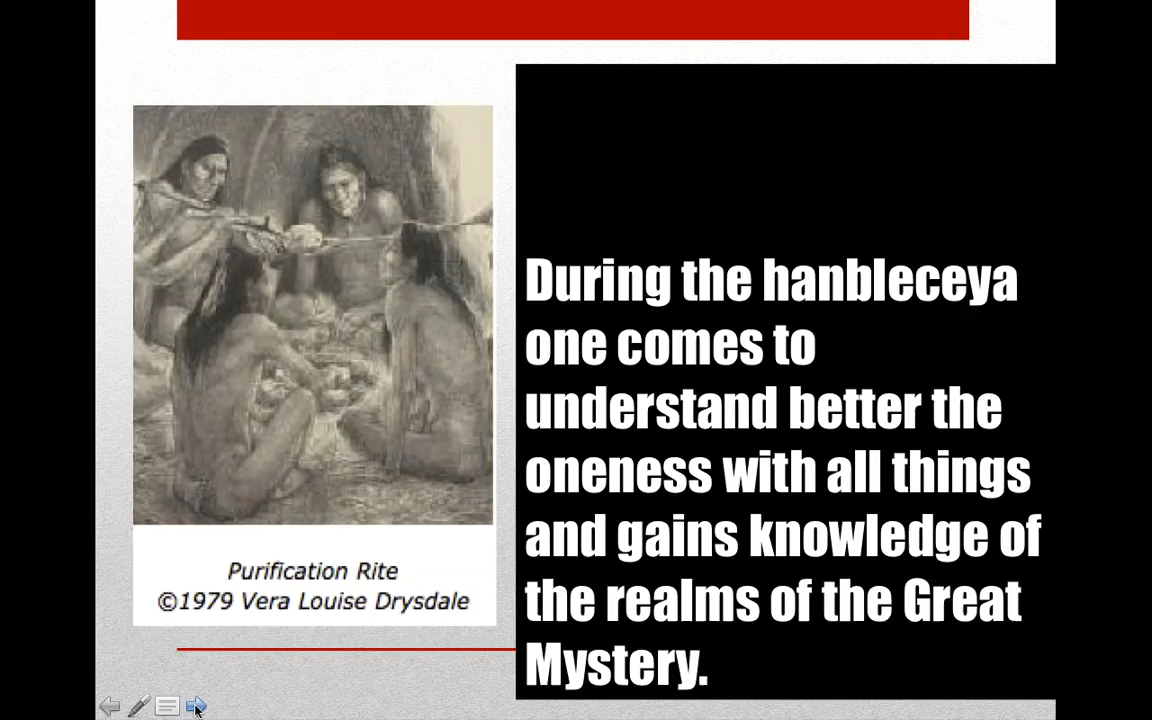 During the hanbleceya
one comes to
understand better the
oneness with all things
and gains knowledge of
the realms of the Great
Mystery.
Purification Rite
©1979 Vera Louise Drysdale